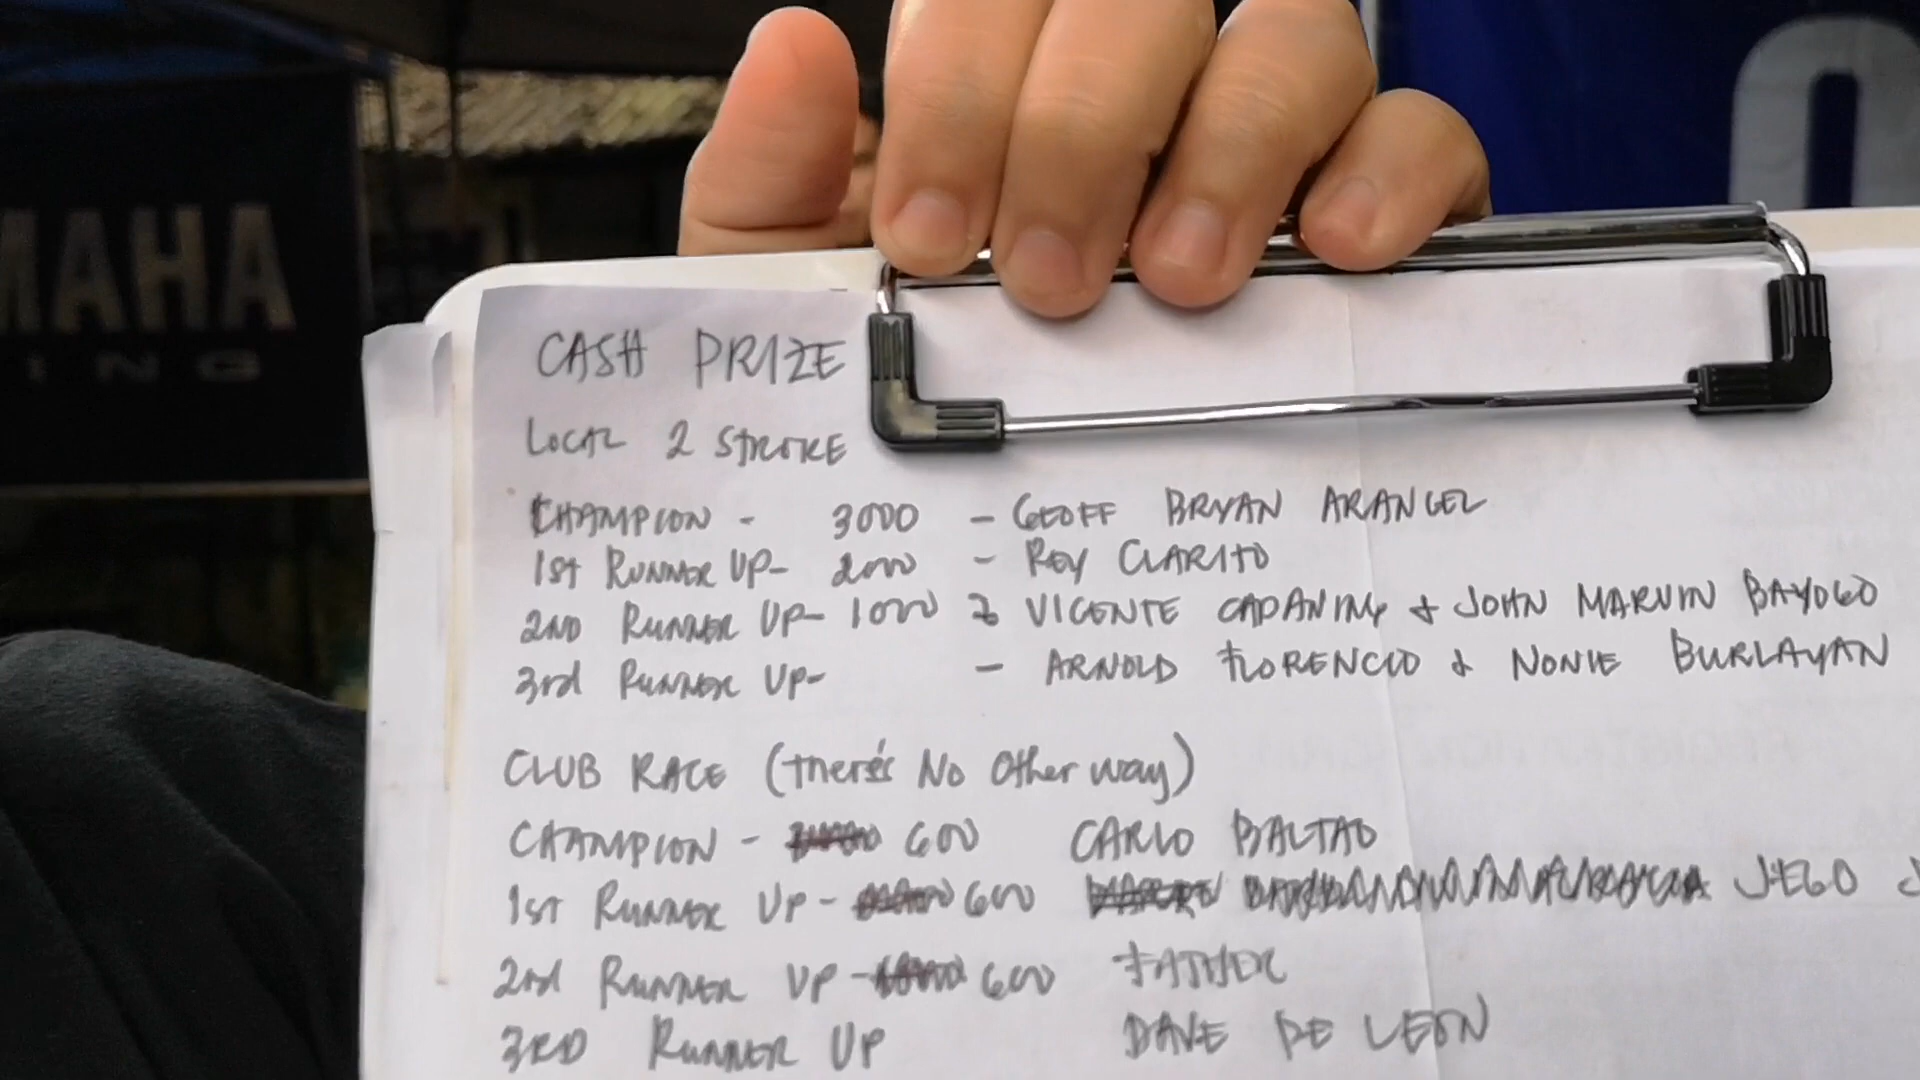 MAHA
ING
CASH PRIZE
LOCAL 2 STROKE
CHAMPION - 3000 - GEOFF BRYAN ARANGEL
1st RUNNER UP- 2000 - REY CLARITO
2ND RUNNER UP- 1000 VICENTE CADANING & JOHN MARVIN BAYOGO
3rd RUNNER UP- - ARNOLD FLORENCIO & NONIE BURLAYAN
CLUB RACE (there's No Other way)
CHAMPION - 600 CARLO BALTAO
1st RUNNER UP - 600 JEGO
2nd RUNNER UP - 600 FATHER
3RD RUNNER UP DAVE DE LEON